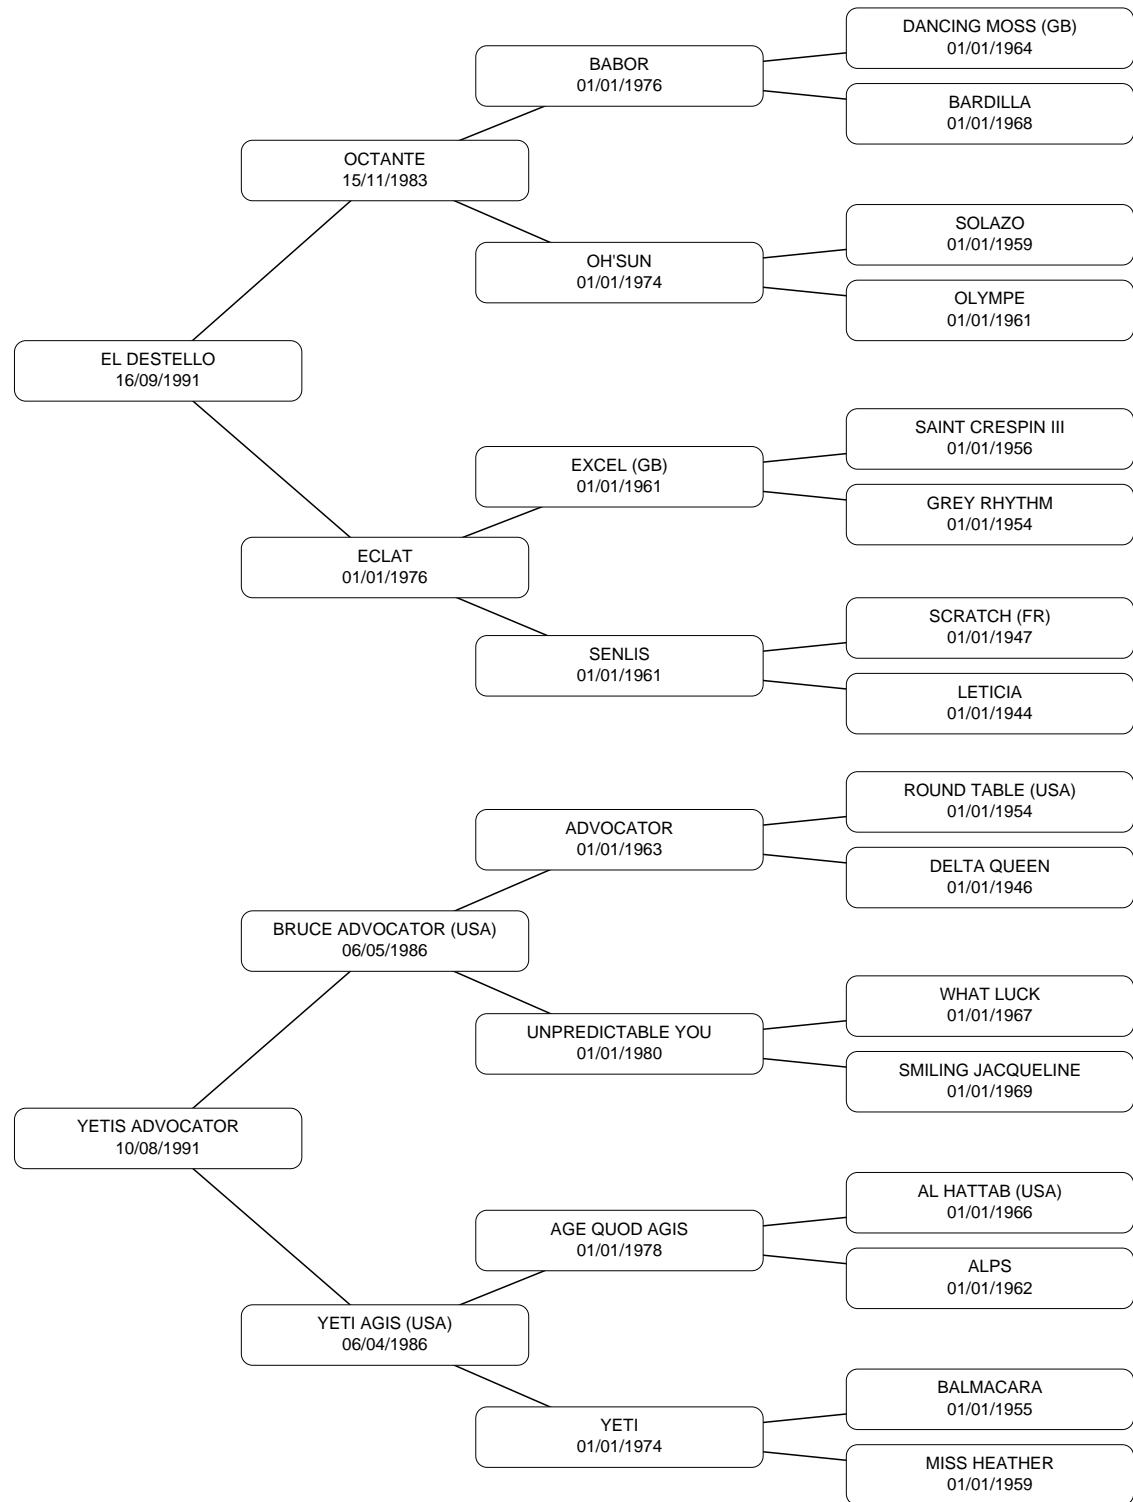 DANCING MOSS (GB)
01/01/1964
BABOR
01/01/1976
BARDILLA
01/01/1968
OCTANTE
15/11/1983
SOLAZO
01/01/1959
OH'SUN
01/01/1974
OLYMPE
01/01/1961
EL DESTELLO
16/09/1991
SAINT CRESPIN III
01/01/1956
EXCEL (GB)
01/01/1961
GREY RHYTHM
01/01/1954
ECLAT
01/01/1976
SCRATCH (FR)
01/01/1947
SENLIS
01/01/1961
LETICIA
01/01/1944
ROUND TABLE (USA)
01/01/1954
ADVOCATOR
01/01/1963
DELTA QUEEN
01/01/1946
BRUCE ADVOCATOR (USA)
06/05/1986
WHAT LUCK
01/01/1967
UNPREDICTABLE YOU
01/01/1980
SMILING JACQUELINE
01/01/1969
YETIS ADVOCATOR
10/08/1991
AL HATTAB (USA)
01/01/1966
AGE QUOD AGIS
01/01/1978
ALPS
01/01/1962
YETI AGIS (USA)
06/04/1986
BALMACARA
01/01/1955
YETI
01/01/1974
MISS HEATHER
01/01/1959